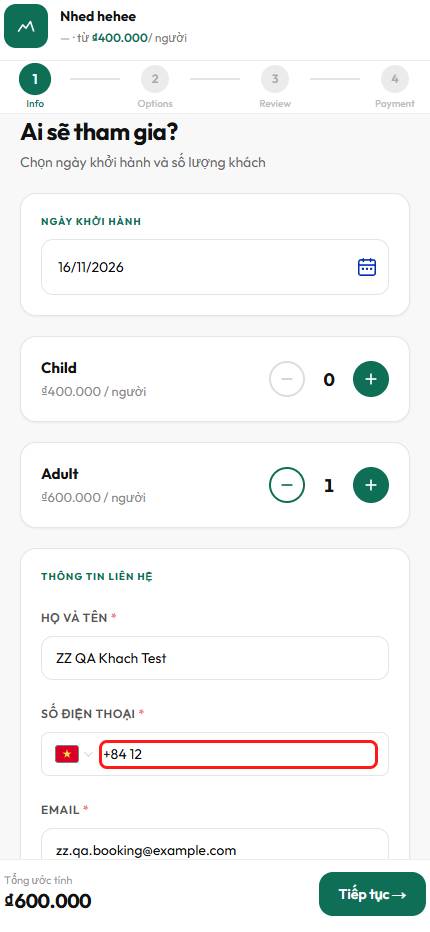 Nhed hehee
— · từ ₫400.000/ người
1
2
3
4
Info
Options
Review
Payment
Ai sẽ tham gia?
Chọn ngày khởi hành và số lượng khách
NGÀY KHỞI HÀNH
16/11/2026
Child
₫400.000 / người
0
Adult
₫600.000 / người
1
THÔNG TIN LIÊN HỆ
HỌ VÀ TÊN *
ZZ QA Khach Test
SỐ ĐIỆN THOẠI *
+84 12
EMAIL *
zz.qa.booking@example.com
Tổng ước tính
₫600.000
Tiếp tục →